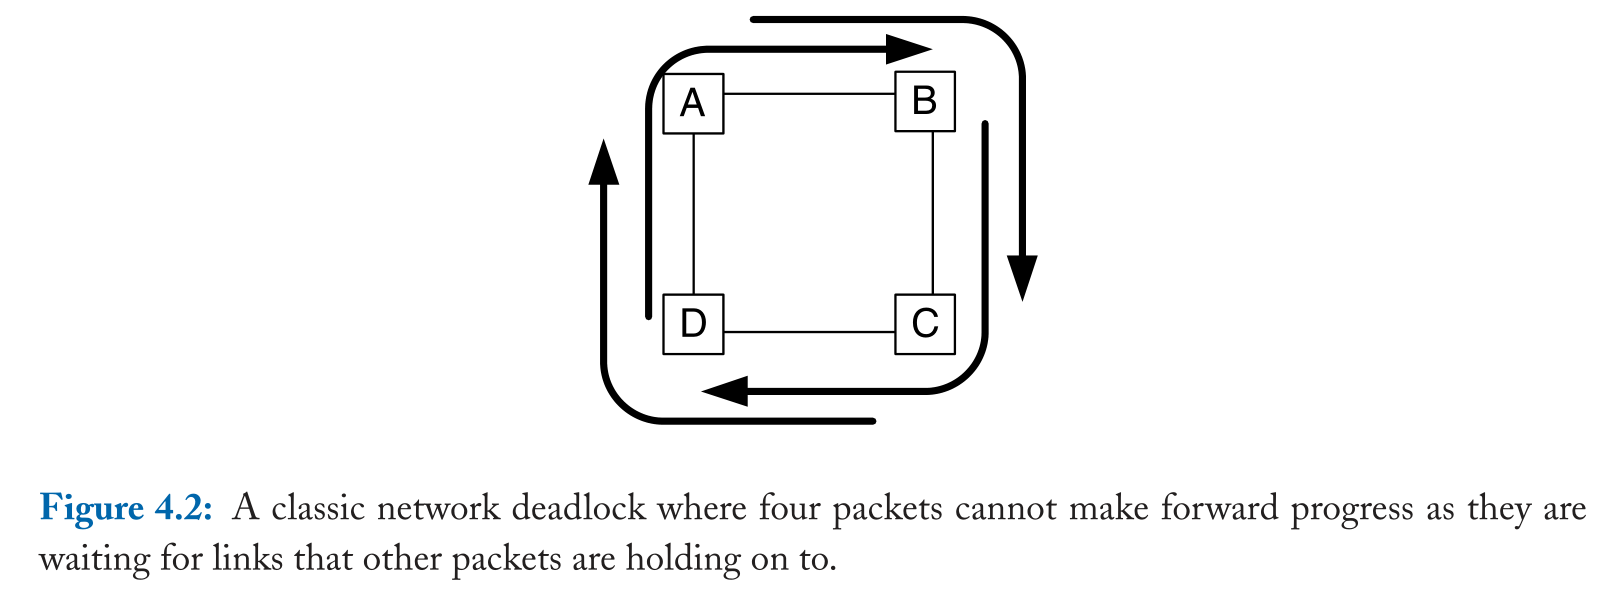 A
B
D
C
Figure 4.2: A classic network deadlock where four packets cannot make forward progress as they are
waiting for links that other packets are holding on to.